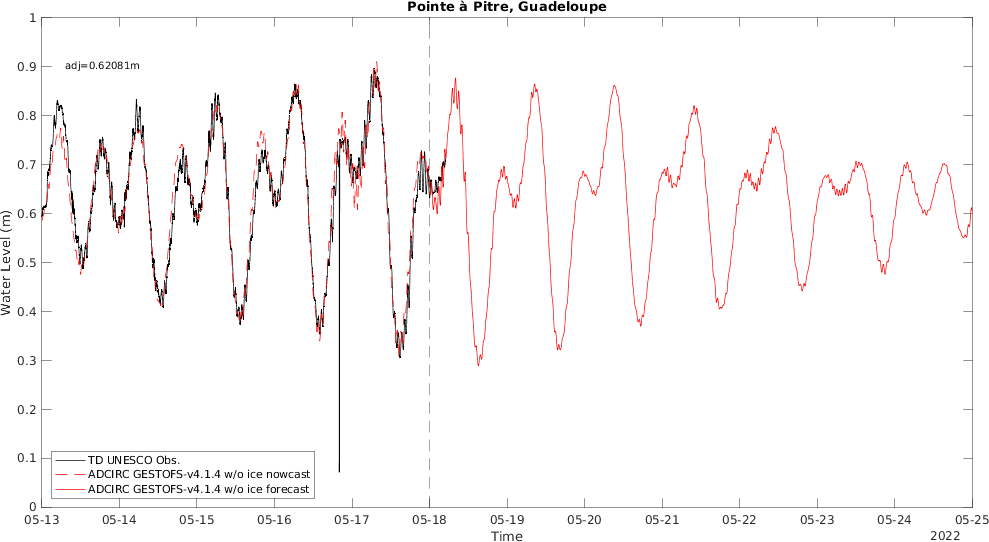 Pointe à Pitre, Guadeloupe
1
0.9
0.8
0.7
0.6
0.5
0.4
0.3
0.2
0.1
0
Water Level (m)
adj=0.62081m
TD UNESCO Obs.
ADCIRC GESTOFS-v4.1.4 w/o ice nowcast
ADCIRC GESTOFS-v4.1.4 w/o ice forecast
05-13 05-14 05-15 05-16 05-17 05-18 05-19 05-20 05-21 05-22 05-23 05-24 05-25
Time
2022